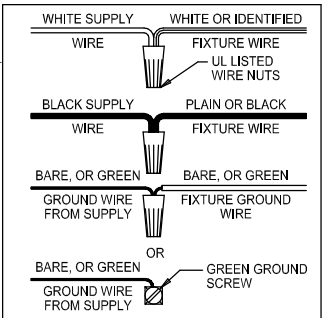 WHITE SUPPLY WHITE OR IDENTIFIED
WIRE FIXTURE WIRE
UL LISTED
WIRE NUTS
BLACK SUPPLY PLAIN OR BLACK
WIRE FIXTURE WIRE
BARE, OR GREEN BARE, OR GREEN
GROUND WIRE FIXTURE GROUND
FROM SUPPLY WIRE
OR
BARE, OR GREEN GREEN GROUND
SCREW
GROUND WIRE
FROM SUPPLY